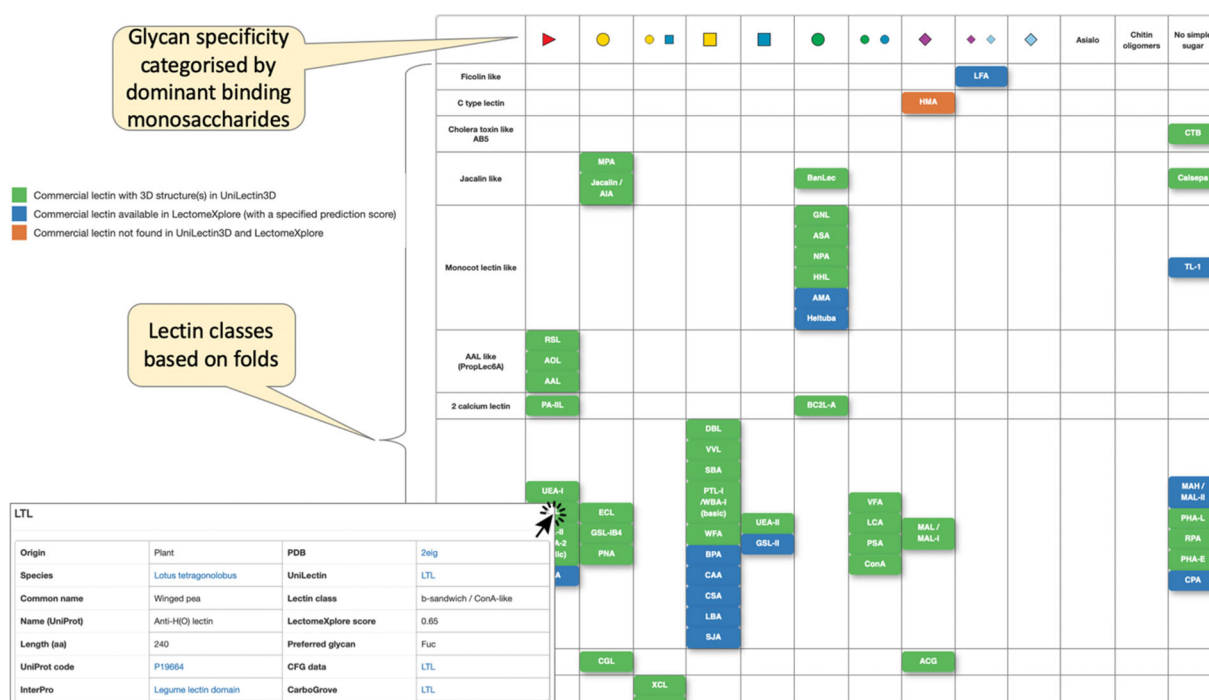 Glycan specificity
categorised by
dominant binding
monosaccharides
Commercial lectin with 3D structure(s) in UniLectin3D
Commercial lectin available in LectomeXplore (with a specified prediction score)
Commercial lectin not found in UniLectin3D and LectomeXplore
Lectin classes
based on folds
Asialo
Chitin
oligomers
No simple
sugar
Ficolin like
LFA
C type lectin
HMA
Cholera toxin like
AB5
CTB
Jacalin like
MPA
Jacalin /
AIA
BanLec
Calsepa
Monocot lectin like
GNL
ASA
NPA
HHL
AMA
Heltuba
TL-1
AAL like
(PropLec6A)
RSL
AOL
AAL
2 calcium lectin
PA-IIL
BC2L-A
UEA-I
ECL
GSL-IB4
PNA
DBL
VVL
SBA
PTL-I
/WBA-I
(basic)
WFA
BPA
CAA
CSA
LBA
SJA
UEA-II
GSL-II
VFA
LCA
PSA
ConA
MAL /
MAL-I
MAH /
MAL-II
PHA-L
RPA
PHA-E
CPA
CGL
ACG
XCL
LTL
Origin Plant PDB 2eig
Species Lotus tetragonolobus UniLectin LTL
Common name Winged pea Lectin class b-sandwich / ConA-like
Name (UniProt) Anti-H(O) lectin LectomeXplore score 0.65
Length (aa) 240 Preferred glycan Fuc
UniProt code P19664 CFG data LTL
InterPro Legume lectin domain CarboGrove LTL